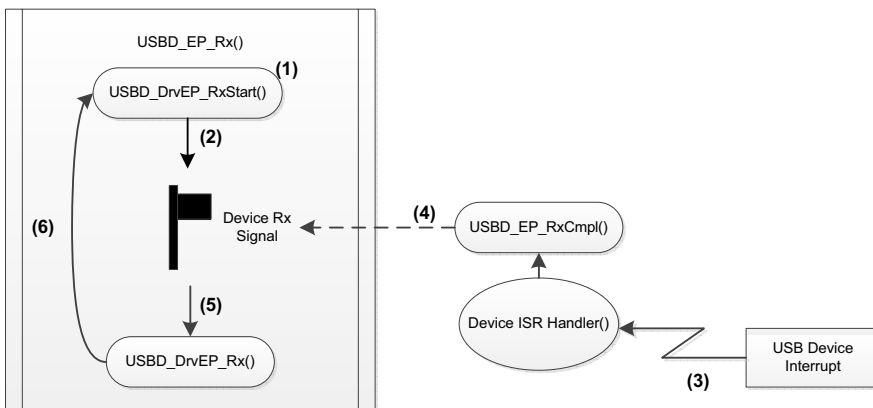 USBD_EP_Rx()
(1)
USBD_DrvEP_RxStart()
(2)
(6)
Device Rx
Signal
(4)
USBD_EP_RxCmpl()
(5)
Device ISR Handler()
USBD_DrvEP_Rx()
(3)
USB Device
Interrupt